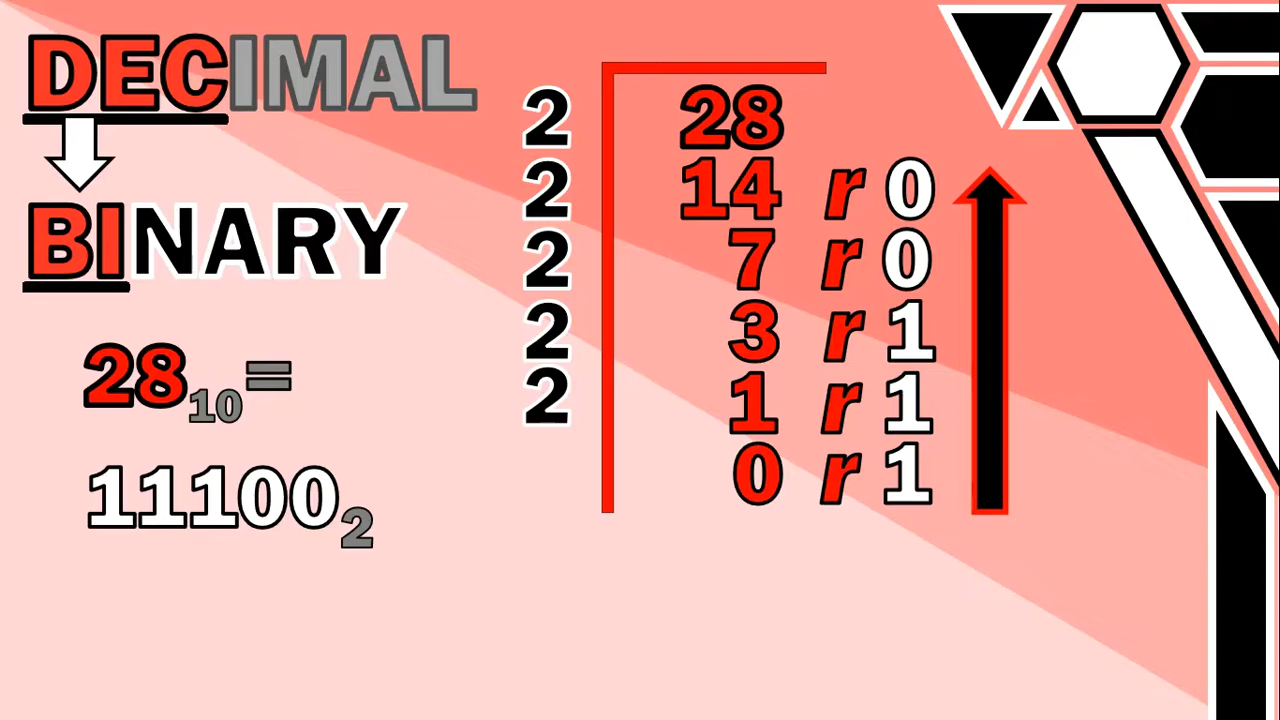 DECIMAL
BINARY
28₁₀=
11100₂
2 28
2 14 r 0
2 7 r 0
2 3 r 1
2 1 r 1
0 r 1